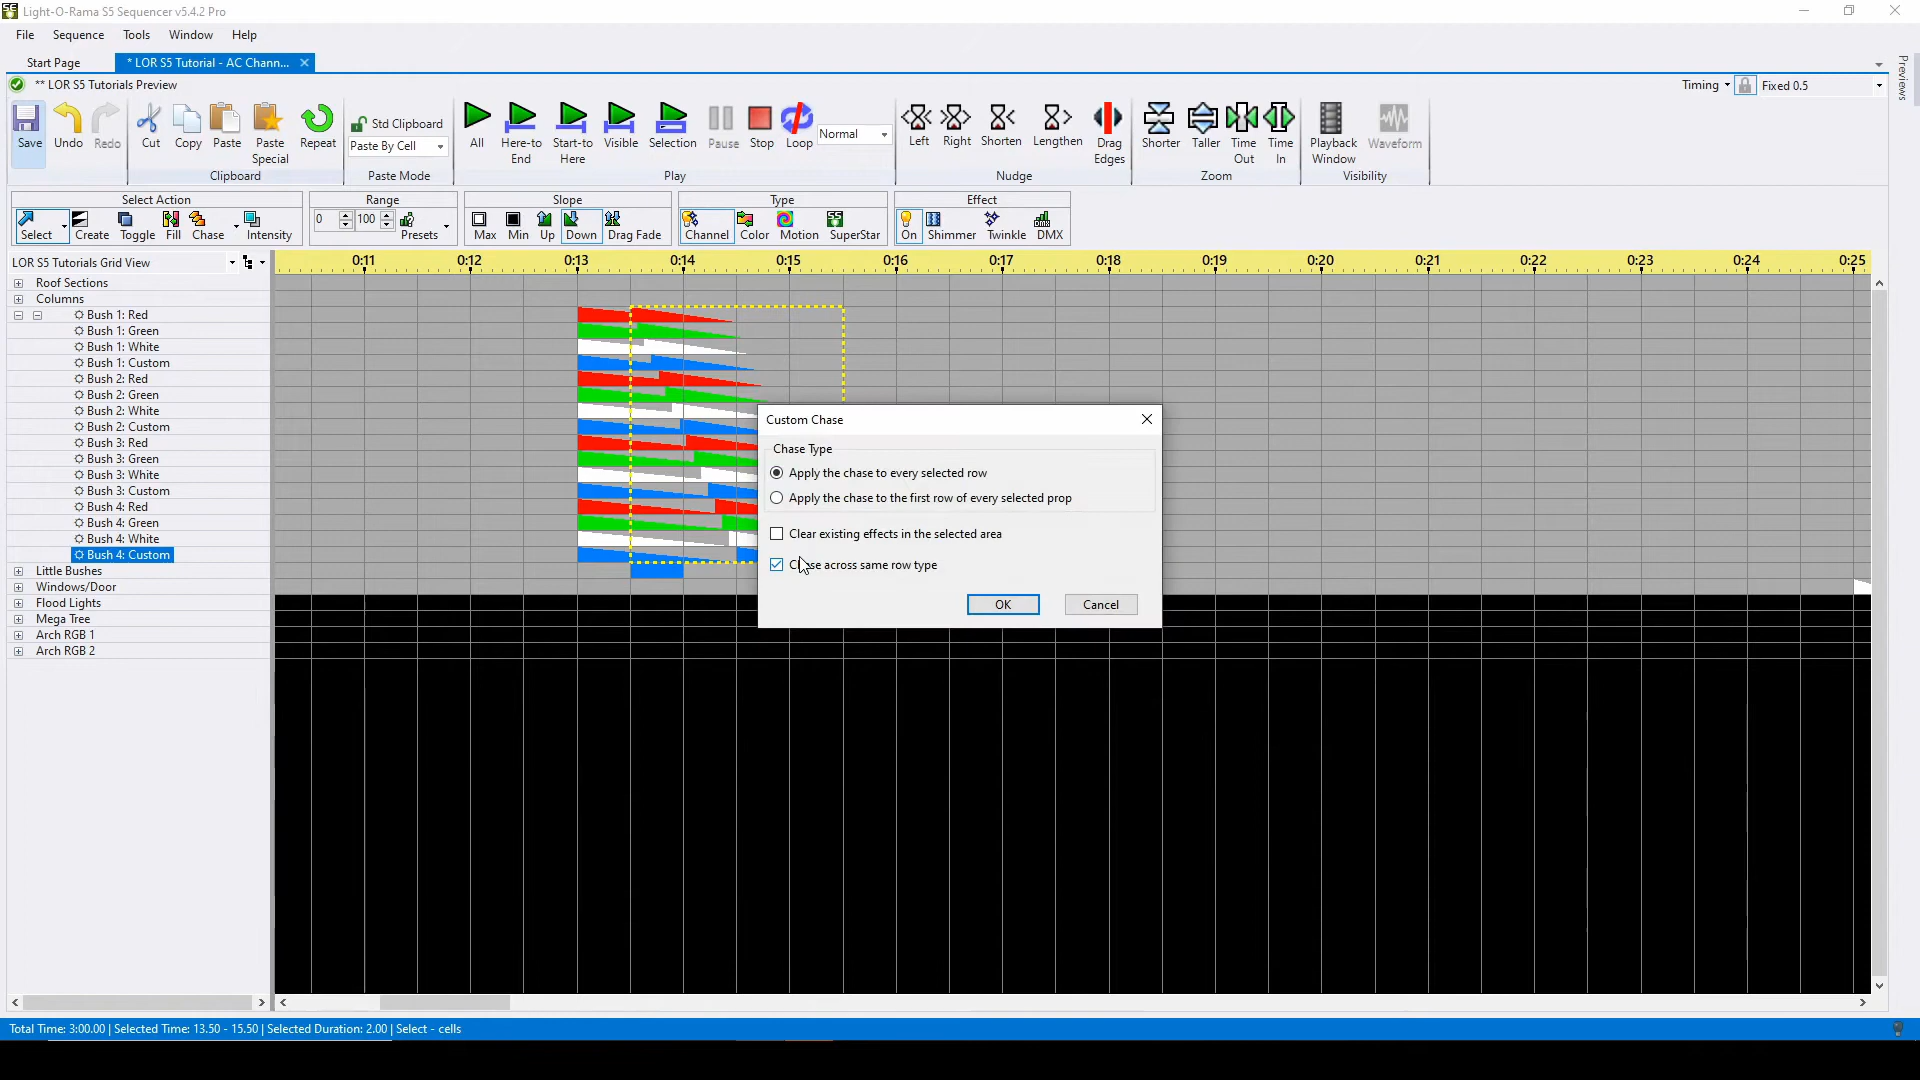 Light-O-Rama S5 Sequencer v5.4.2 Pro
File Sequence Tools Window Help
Start Page * LOR S5 Tutorial - AC Chann...
** LOR S5 Tutorials Preview Timing Fixed 0.5
Previews
Save Undo Redo Cut Copy Paste Paste Special Repeat
Std Clipboard
Paste By Cell
All Here-to End Start-to Here Visible Selection Pause Stop Loop Normal
Left Right Shorten Lengthen Drag Edges
Shorter Taller Time Out Time In
Playback Window Waveform
Clipboard Paste Mode Play Nudge Zoom Visibility
Select Action Range Slope Type Effect
Select Create Toggle Fill Chase Intensity
0 100 Presets
Max Min Up Down Drag Fade
Channel Color Motion SuperStar
On Shimmer Twinkle DMX
LOR S5 Tutorials Grid View
0:11 0:12 0:13 0:14 0:15 0:16 0:17 0:18 0:19 0:20 0:21 0:22 0:23 0:24 0:25
Roof Sections
Columns
Bush 1: Red
Bush 1: Green
Bush 1: White
Bush 1: Custom
Bush 2: Red
Bush 2: Green
Bush 2: White
Bush 2: Custom
Bush 3: Red
Bush 3: Green
Bush 3: White
Bush 3: Custom
Bush 4: Red
Bush 4: Green
Bush 4: White
Bush 4: Custom
Little Bushes
Windows/Door
Flood Lights
Mega Tree
Arch RGB 1
Arch RGB 2
Custom Chase
Chase Type
Apply the chase to every selected row
Apply the chase to the first row of every selected prop
Clear existing effects in the selected area
across same row type
OK Cancel
Total Time: 3:00.00 | Selected Time: 13.50 - 15.50 | Selected Duration: 2.00 | Select - cells